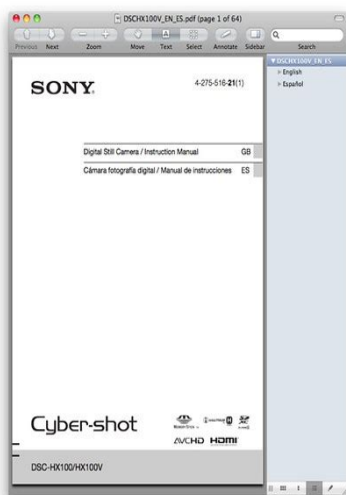 DSCHX100V_EN_ES.pdf (page 1 of 64)
Previous Next Zoom Move Text Select Annotate Sidebar Search
DSCHX100V_EN_ES
English
Español
SONY
4-275-516-21(1)
Digital Still Camera / Instruction Manual GB
Cámara fotografía digital / Manual de instrucciones ES
Cyber-shot
AVCHD HDMI
DSC-HX100/HX100V